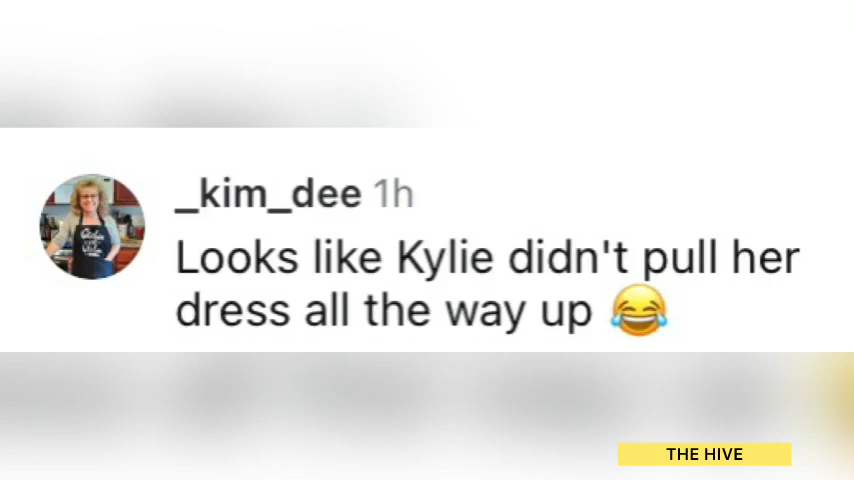 _kim_dee 1h
Looks like Kylie didn't pull her
dress all the way up 😂
THE HIVE